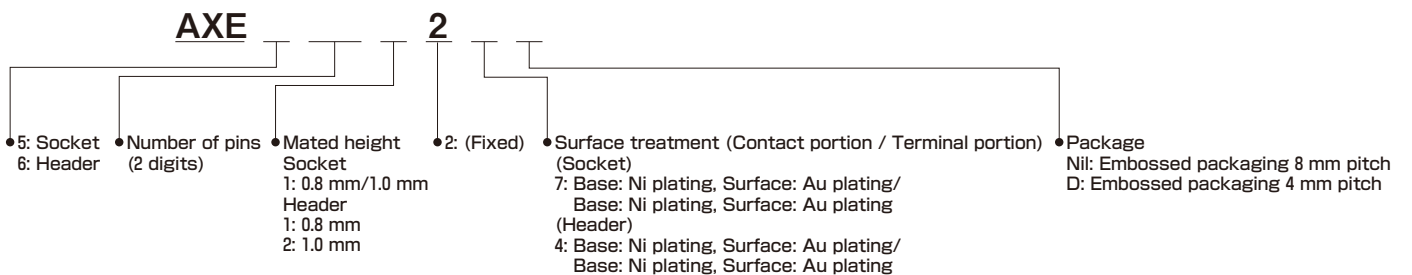 AXE 2
5: Socket
6: Header
Number of pins
(2 digits)
Mated height
Socket
1: 0.8 mm/1.0 mm
Header
1: 0.8 mm
2: 1.0 mm
2: (Fixed)
Surface treatment (Contact portion / Terminal portion)
(Socket)
7: Base: Ni plating, Surface: Au plating/
Base: Ni plating, Surface: Au plating
(Header)
4: Base: Ni plating, Surface: Au plating/
Base: Ni plating, Surface: Au plating
Package
Nil: Embossed packaging 8 mm pitch
D: Embossed packaging 4 mm pitch